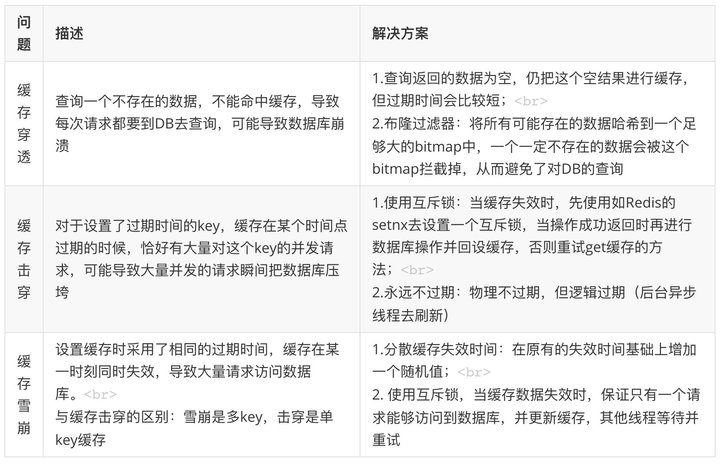 问
题
描述
解决方案
缓
存
穿
透
查询一个不存在的数据，不能命中缓存，导致
每次请求都要到DB去查询，可能导致数据库崩
溃
1.查询返回的数据为空，仍把这个空结果进行缓存，
但过期时间会比较短；<br>
2.布隆过滤器：将所有可能存在的数据哈希到一个足
够大的bitmap中，一个一定不存在的数据会被这个
bitmap拦截掉，从而避免了对DB的查询
缓
存
击
穿
对于设置了过期时间的key，缓存在某个时间点
过期的时候，恰好有大量对这个key的并发请
求，可能导致大量并发的请求瞬间把数据库压
垮
1.使用互斥锁：当缓存失效时，先使用如Redis的
setnx去设置一个互斥锁，当操作成功返回时再进行
数据库操作并回设缓存，否则重试get缓存的方
法；<br>
2.永远不过期：物理不过期，但逻辑过期（后台异步
线程去刷新）
缓
存
雪
崩
设置缓存时采用了相同的过期时间，缓存在某
一时刻同时失效，导致大量请求访问数据
库。<br>
与缓存击穿的区别：雪崩是多key，击穿是单
key缓存
1.分散缓存失效时间：在原有的失效时间基础上增加
一个随机值；<br>
2. 使用互斥锁，当缓存数据失效时，保证只有一个请
求能够访问到数据库，并更新缓存，其他线程等待并
重试